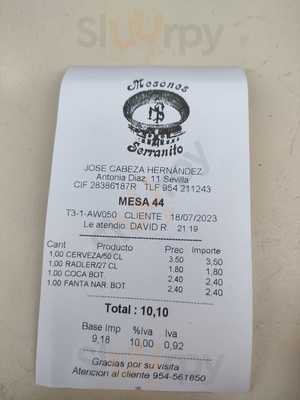 Sluurpy
Mesones
Serranito
JOSE CABEZA HERNÁNDEZ
Antonia Diaz, 11 Sevilla
CIF 28386187R TLF 954 211243
MESA 44
T3-1-AW050 CLIENTE 18/07/2023
Le atendio DAVID R. 21:19
Cant Producto Prec Importe
1.00 CERVEZA/50 CL 3,50 3,50
1.00 RADLER/27 CL 1,80 1,80
1.00 COCA BOT. 2,40 2,40
1.00 FANTA NAR. BOT. 2,40 2,40
Total : 10,10
Base Imp %Iva Iva
9,18 10,00 0,92
Gracias por su visita
Atencion al cliente 954-561650